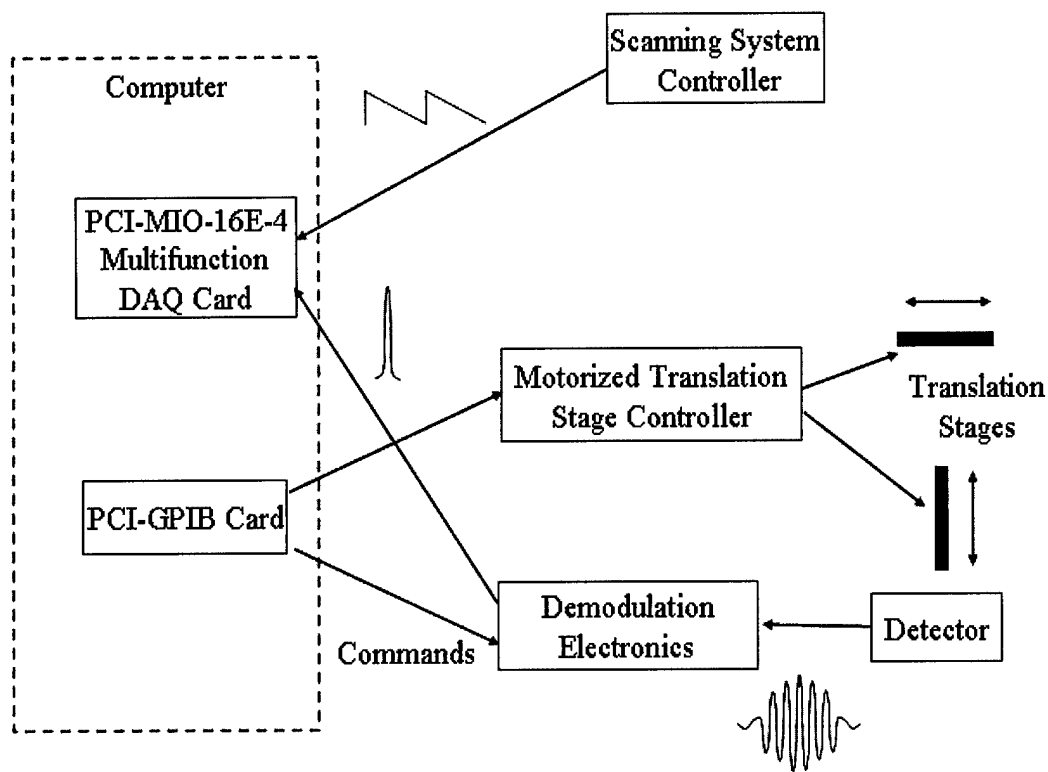 Scanning System
Controller
Computer
PCI-MIO-16E-4
Multifunction
DAQ Card
Motorized Translation
Stage Controller
Translation
Stages
PCI-GPIB Card
Demodulation
Electronics
Detector
Commands